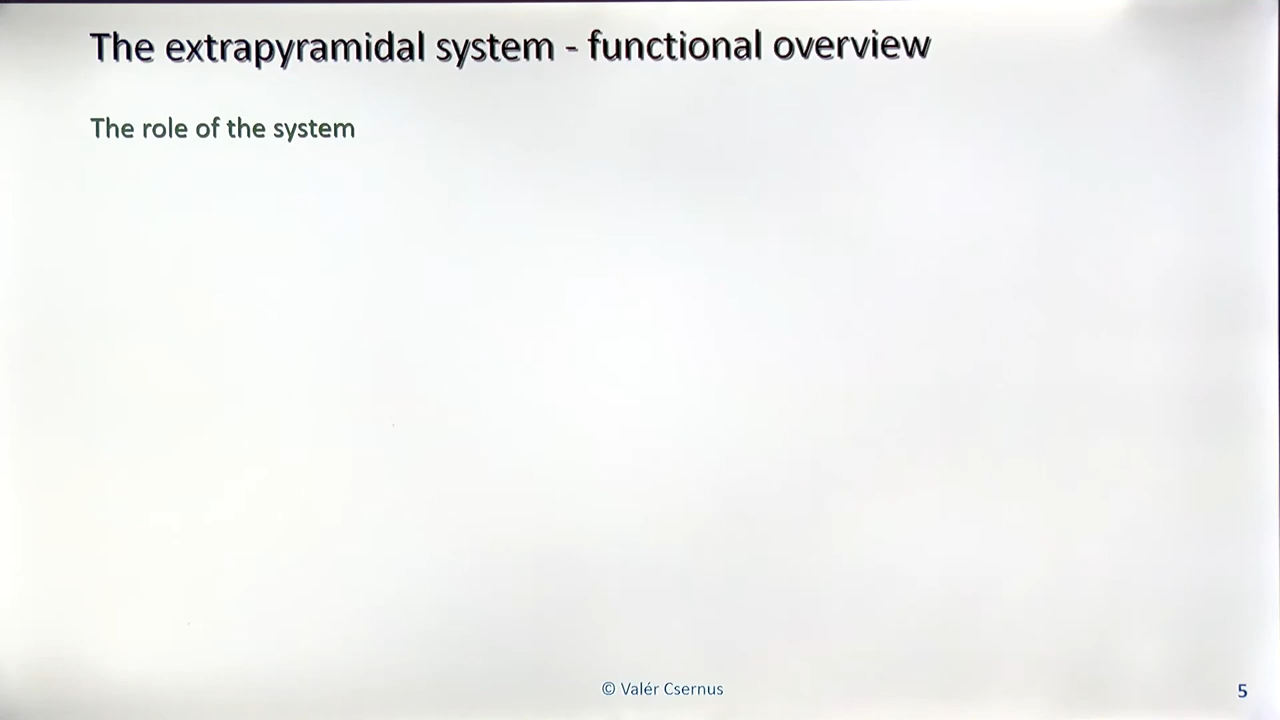 The extrapyramidal system - functional overview
The role of the system
© Valér Csernus
5